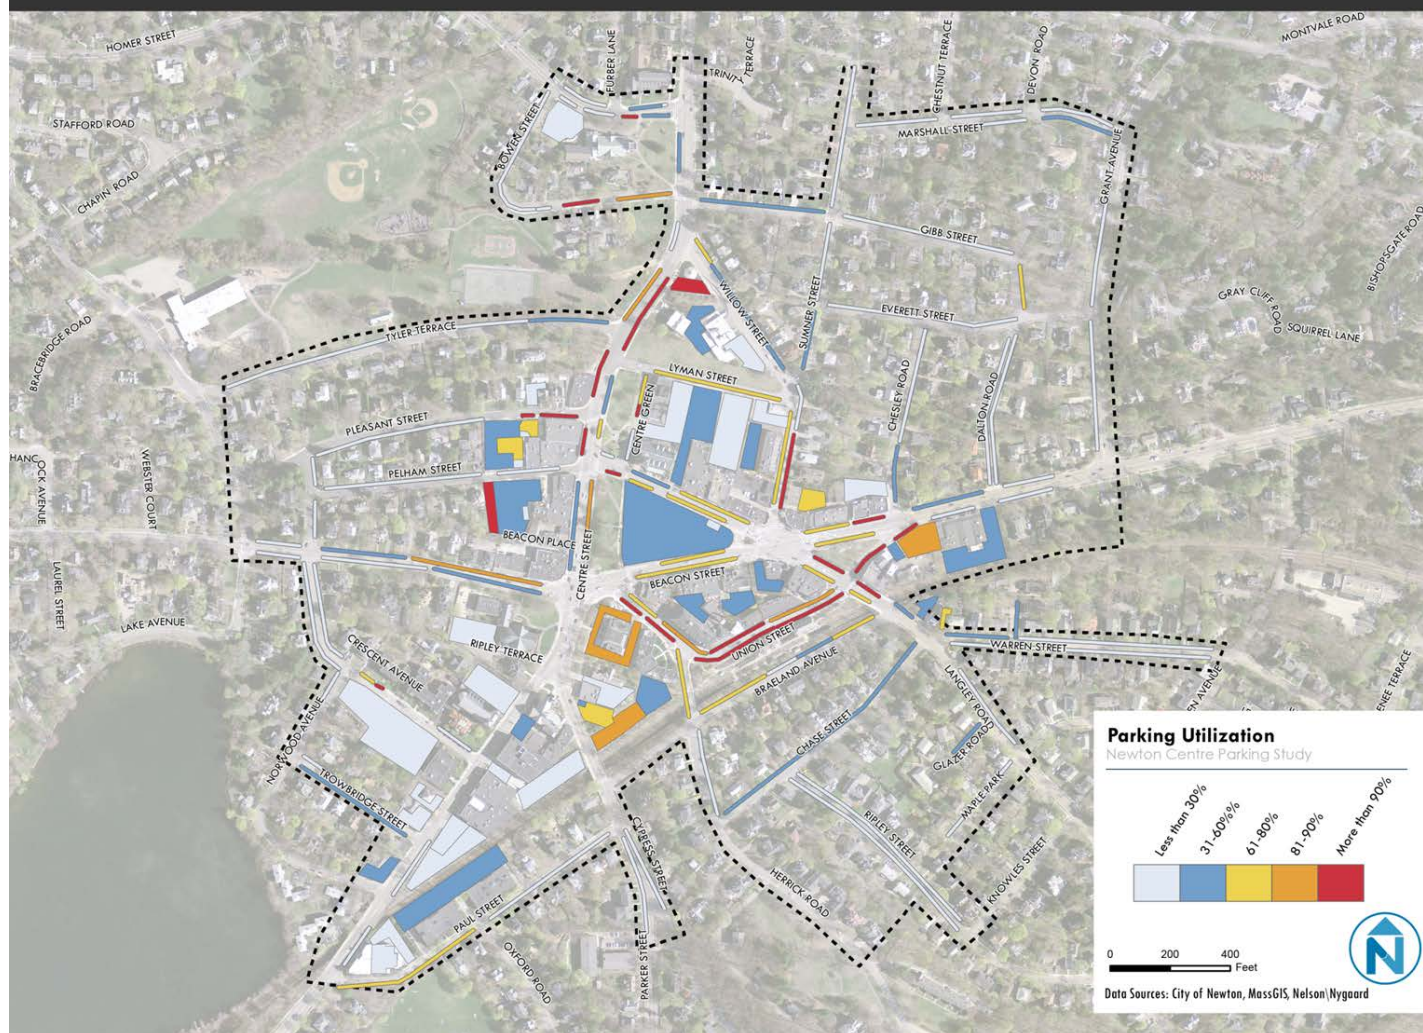 HOMER STREET
FURBER LANE
TRINITY TERRACE
CHESTNUT TERRACE
DEVON ROAD
MONTVALE ROAD
STAFFORD ROAD
BOWEN STREET
MARSHALL STREET
GRANT AVENUE
CHAPIN ROAD
GIBB STREET
BISHOPSGATE ROAD
WILLOW STREET
SUMNER STREET
EVERETT STREET
GRAY CLIFF ROAD
SQUIRREL LANE
BRACEBRIDGE ROAD
TYLER TERRACE
LYMAN STREET
CHESLEY ROAD
DALTON ROAD
PLEASANT STREET
CENTRE GREEN
HANC
OCK AVENUE
WEBSTER COURT
PELHAM STREET
BEACON PLACE
CENTRE STREET
BEACON STREET
LAUREL STREET
LAKE AVENUE
CRESCENT AVENUE
RIPLEY TERRACE
UNION STREET
BRAELAND AVENUE
WARREN STREET
LANGLEY ROAD
EN AVENUE
ENEE TERRACE
NORWOOD AVENUE
CHASE STREET
GLAZER ROAD
TROWBRIDGE STREET
MAPLE PARK
RIPLEY STREET
CYPRESS STREET
KNOWLES STREET
HERRICK ROAD
PAUL STREET
OXFORD ROAD
PARKER STREET
Parking Utilization
Newton Centre Parking Study
Less than 30%
31-60%%
61-80%
81-90%
More than 90%
0 200 400
Feet
N
Data Sources: City of Newton, MassGIS, Nelson\Nygaard